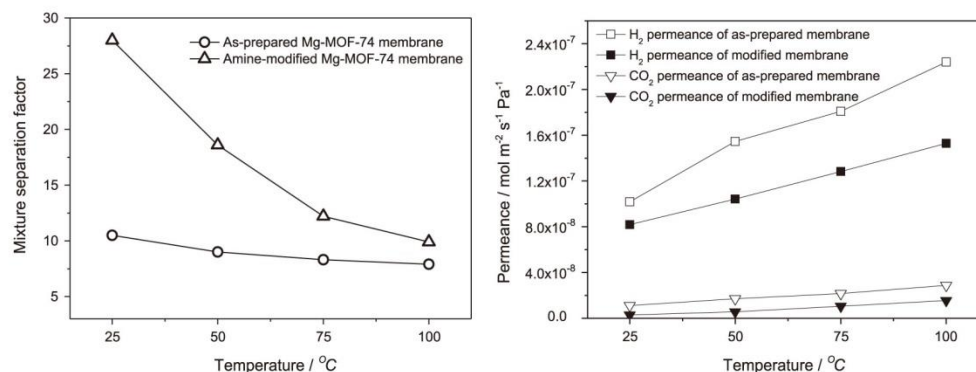 30
25
20
15
10
5
25
50
75
100
Mixture separation factor
Temperature / °C
As-prepared Mg-MOF-74 membrane
Amine-modified Mg-MOF-74 membrane
2.4x10⁻⁷
2.0x10⁻⁷
1.6x10⁻⁷
1.2x10⁻⁷
8.0x10⁻⁸
4.0x10⁻⁸
0.0
25
50
75
100
Permeance / mol m⁻² s⁻¹ Pa⁻¹
Temperature / °C
H₂ permeance of as-prepared membrane
H₂ permeance of modified membrane
CO₂ permeance of as-prepared membrane
CO₂ permeance of modified membrane